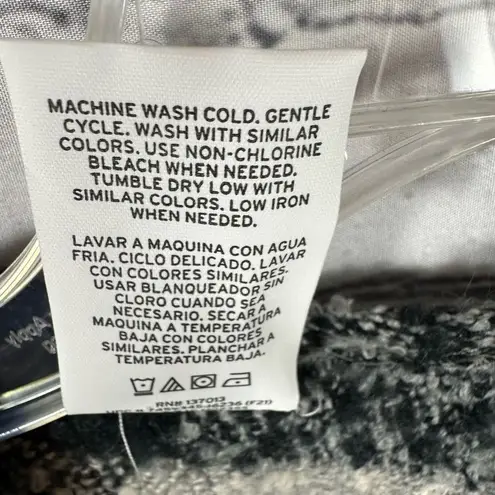 MACHINE WASH COLD. GENTLE
CYCLE. WASH WITH SIMILAR
COLORS. USE NON-CHLORINE
BLEACH WHEN NEEDED.
TUMBLE DRY LOW WITH
SIMILAR COLORS. LOW IRON
WHEN NEEDED.
LAVAR A MAQUINA CON AGUA
FRIA. CICLO DELICADO. LAVAR
CON COLORES SIMILARES.
USAR BLANQUEADOR SIN
CLORO CUANDO SEA
NECESARIO. SECAR A
MAQUINA A TEMPERATURA
BAJA CON COLORES
SIMILARES. PLANCHAR A
TEMPERATURA BAJA.
RN# 137013
(F21)